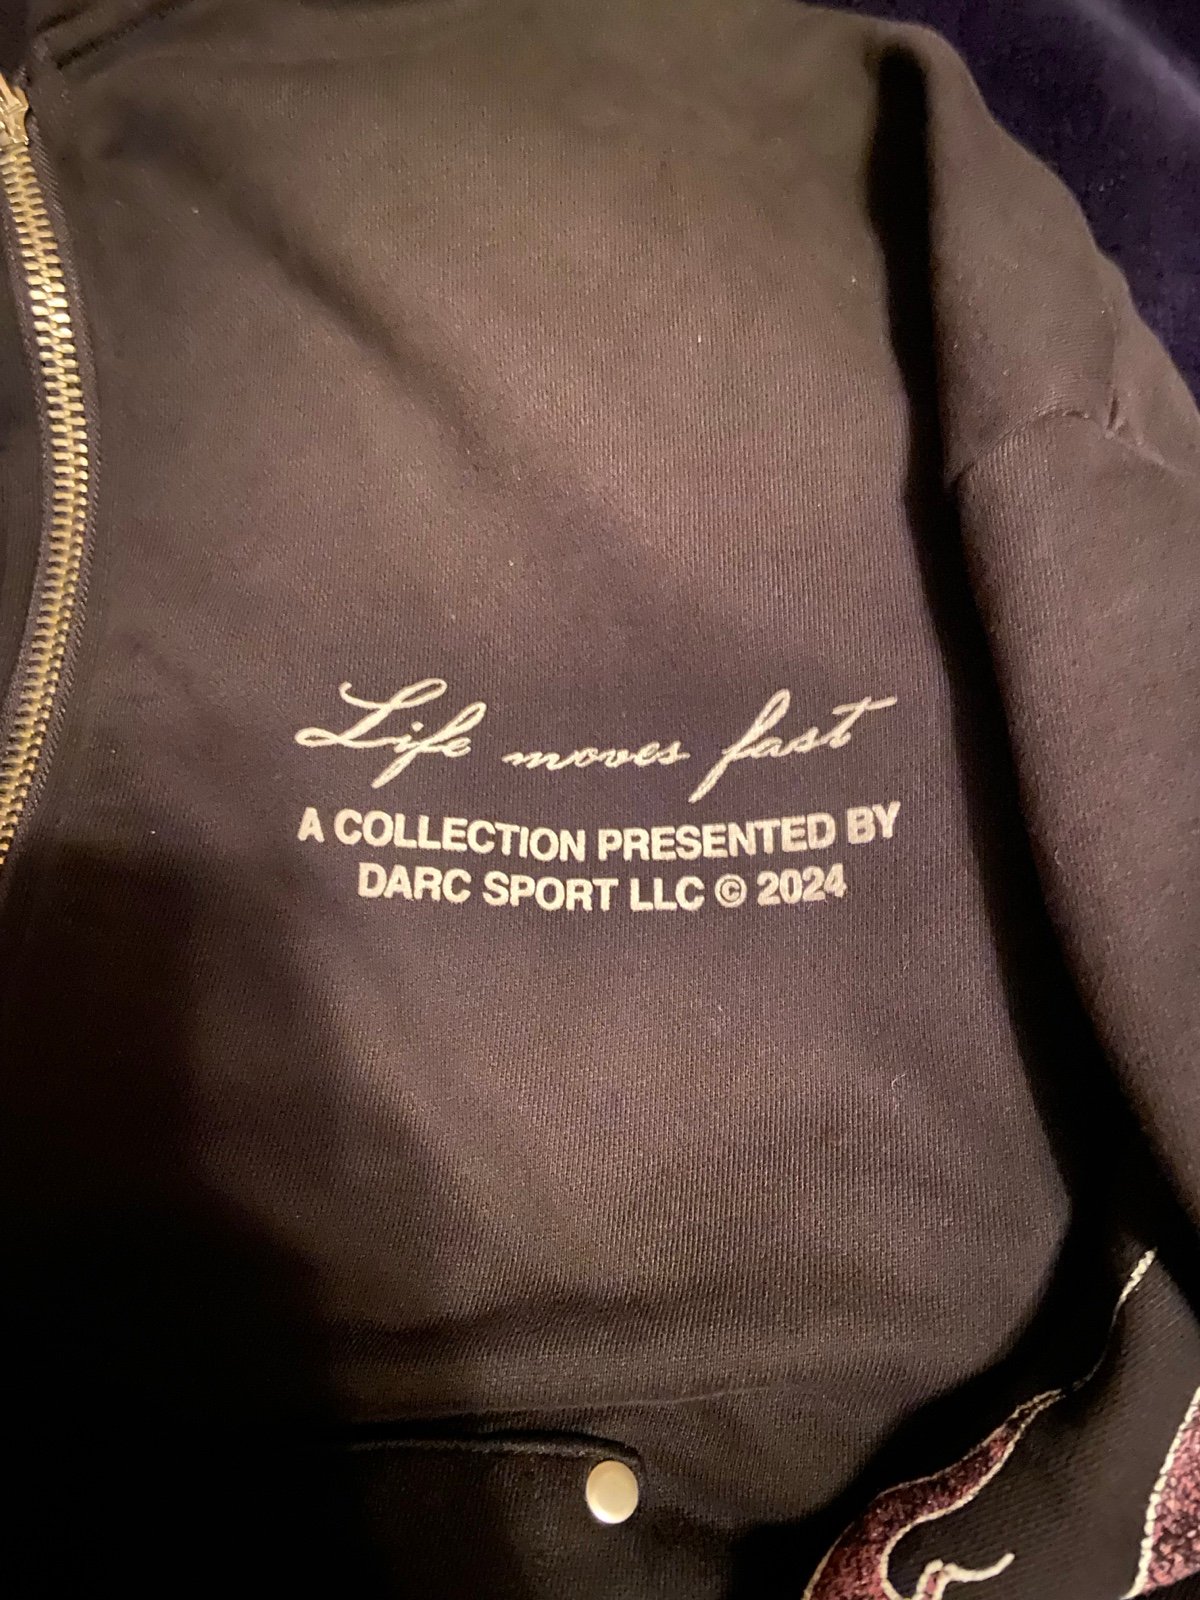 Life moves fast
A COLLECTION PRESENTED BY
DARC SPORT LLC © 2024